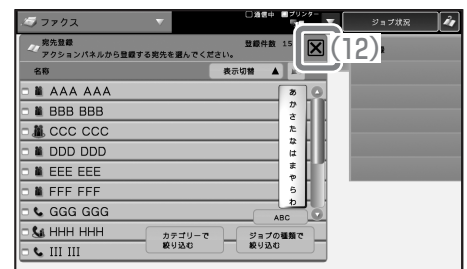 ファクス
通信中 プリンター
ジョブ状況
宛先登録
登録件数 15
アクションパネルから登録する宛先を選んでください。
(12)
名称
表示切替 ▲
AAA AAA
BBB BBB
CCC CCC
DDD DDD
EEE EEE
FFF FFF
GGG GGG
HHH HHH
III III
あ
か
さ
た
な
は
ま
や
ら
わ
ABC
カテゴリーで
絞り込む
ジョブの種類で
絞り込む